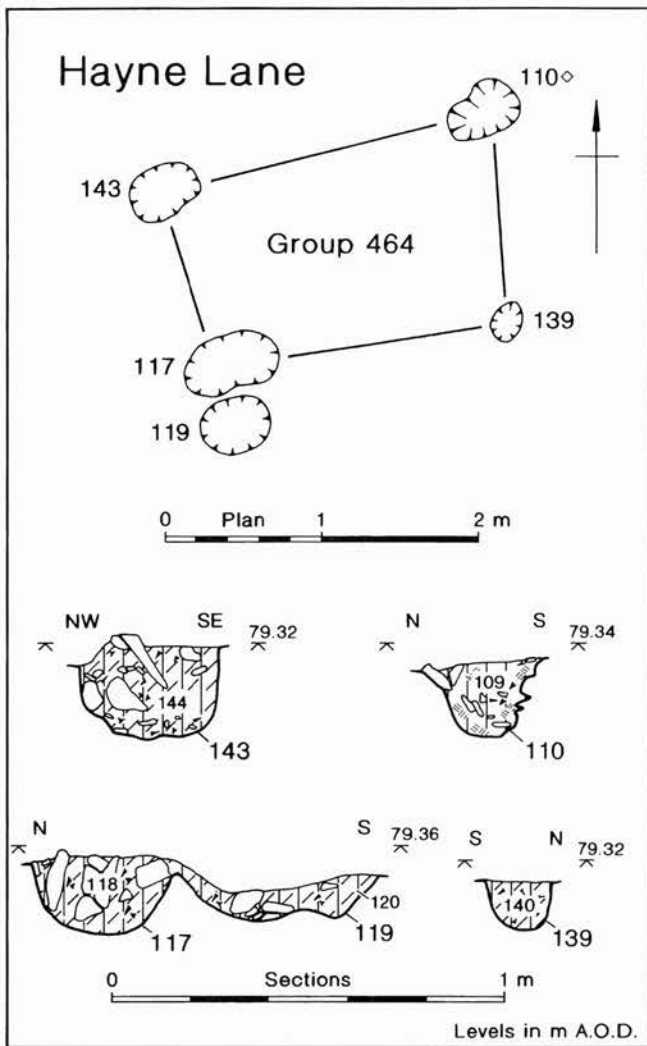 Hayne Lane
110◇
143
Group 464
139
117
119
0 Plan 1 2 m
NW SE 79.32
144
143
N S 79.34
109
110
N S 79.36
118
120
117
119
S N 79.32
140
139
0 Sections 1 m
Levels in m A.O.D.